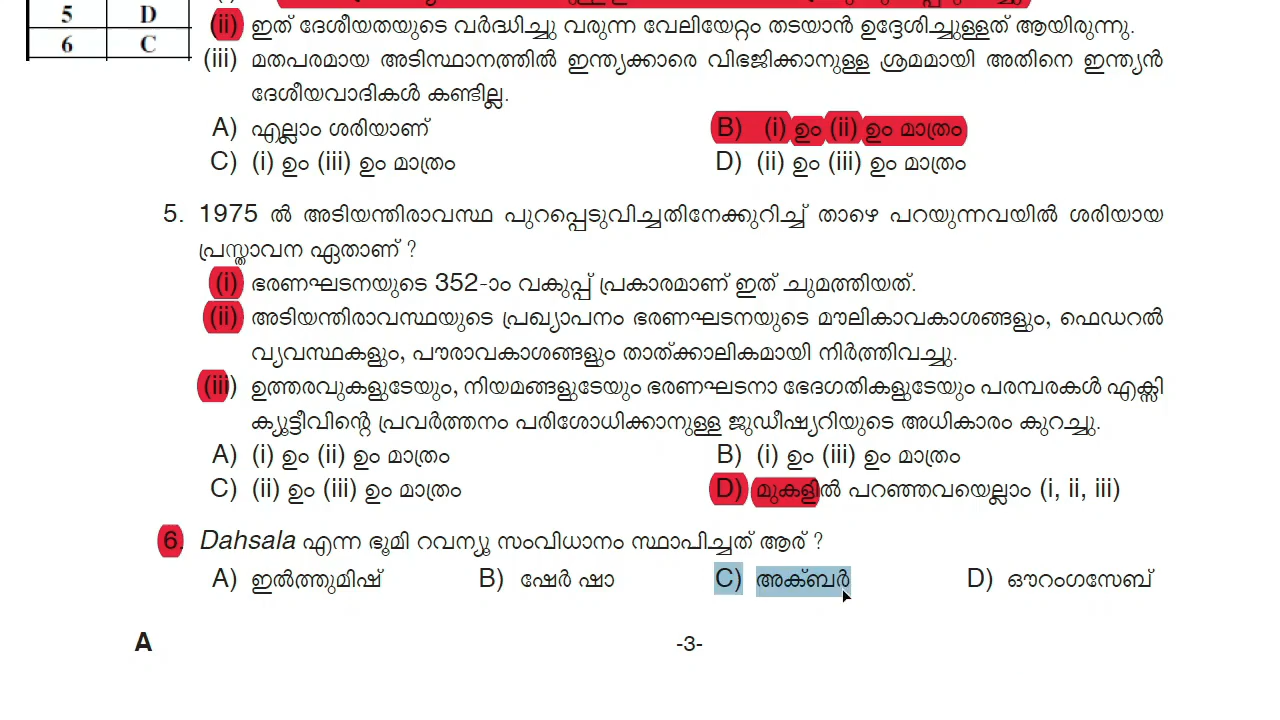 5 D
6 C
(ii) ഇത് ദേശീയതയുടെ വർദ്ധിച്ചു വരുന്ന വേലിയേറ്റം തടയാൻ ഉദ്ദേശിച്ചുള്ളത് ആയിരുന്നു.
(iii) മതപരമായ അടിസ്ഥാനത്തിൽ ഇന്ത്യക്കാരെ വിഭജിക്കാനുള്ള ശ്രമമായി അതിനെ ഇന്ത്യൻ
ദേശീയവാദികൾ കണ്ടില്ല.
A) എല്ലാം ശരിയാണ് B) (i) ഉം (ii) ഉം മാത്രം
C) (i) ഉം (iii) ഉം മാത്രം D) (ii) ഉം (iii) ഉം മാത്രം
5. 1975 ൽ അടിയന്തിരാവസ്ഥ പുറപ്പെടുവിച്ചതിനേക്കുറിച്ച് താഴെ പറയുന്നവയിൽ ശരിയായ
പ്രസ്താവന ഏതാണ് ?
(i) ഭരണഘടനയുടെ 352-ാം വകുപ്പ് പ്രകാരമാണ് ഇത് ചുമത്തിയത്.
(ii) അടിയന്തിരാവസ്ഥയുടെ പ്രഖ്യാപനം ഭരണഘടനയുടെ മൗലികാവകാശങ്ങളും, ഫെഡറൽ
വ്യവസ്ഥകളും, പൗരാവകാശങ്ങളും താത്ക്കാലികമായി നിർത്തിവച്ചു.
(iii) ഉത്തരവുകളുടേയും, നിയമങ്ങളുടേയും ഭരണഘടനാ ഭേദഗതികളുടേയും പരമ്പരകൾ എക്സി
ക്യൂട്ടീവിന്റെ പ്രവർത്തനം പരിശോധിക്കാനുള്ള ജുഡീഷ്യറിയുടെ അധികാരം കുറച്ചു.
A) (i) ഉം (ii) ഉം മാത്രം B) (i) ഉം (iii) ഉം മാത്രം
C) (ii) ഉം (iii) ഉം മാത്രം D) മുകളിൽ പറഞ്ഞവയെല്ലാം (i, ii, iii)
6. Dahsala എന്ന ഭൂമി റവന്യൂ സംവിധാനം സ്ഥാപിച്ചത് ആര് ?
A) ഇൽത്തുമിഷ് B) ഷേർ ഷാ C) അക്ബർ D) ഔറംഗസേബ്
A -3-